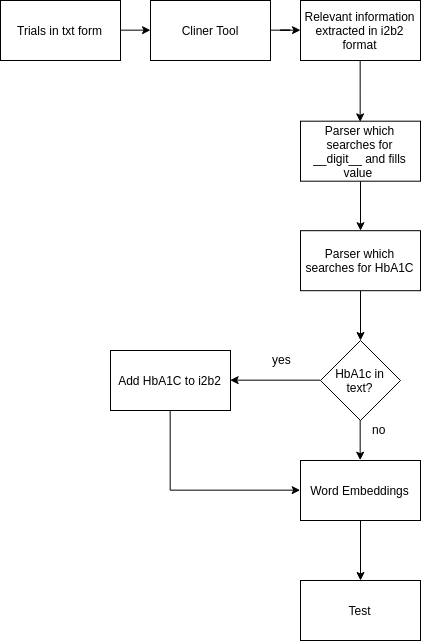 Trials in txt form
Cliner Tool
Relevant information
extracted in i2b2
format
Parser which
searches for
__digit__ and fills
value
Parser which
searches for HbA1C
HbA1c in
text?
yes
Add HbA1C to i2b2
no
Word Embeddings
Test